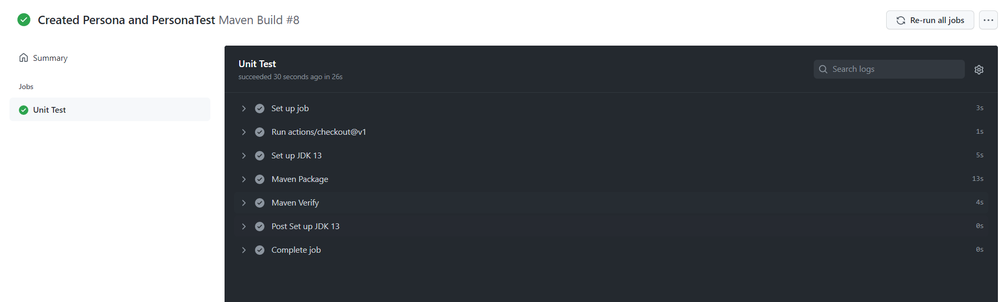 Created Persona and PersonaTest Maven Build #8
Re-run all jobs
Summary
Jobs
Unit Test
Unit Test
succeeded 30 seconds ago in 26s
Search logs
Set up job 3s
Run actions/checkout@v1 1s
Set up JDK 13 5s
Maven Package 13s
Maven Verify 4s
Post Set up JDK 13 0s
Complete job 0s